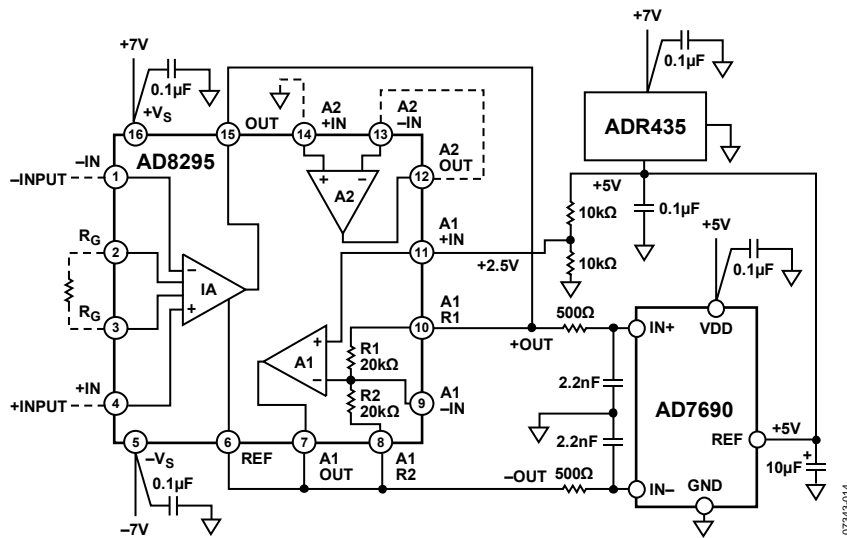 +7V
0.1µF
+VS
16
15
OUT
A2
+IN
14
A2
–IN
13
A2
OUT
12
AD8295
–IN
–INPUT
1
+
–
A2
RG
2
RG
3
–
IA
+
+IN
+INPUT
4
A1
+IN
11
+2.5V
A1
R1
10
+
A1
–
R1
20kΩ
R2
20kΩ
9
A1
–IN
5
–VS
0.1µF
–7V
6
REF
7
A1
OUT
8
A1
R2
+7V
0.1µF
ADR435
+5V
10kΩ
10kΩ
0.1µF
+5V
0.1µF
500Ω
+OUT
IN+
VDD
2.2nF
2.2nF
AD7690
REF
+5V
10µF
+
–OUT
500Ω
IN–
GND
07343-014